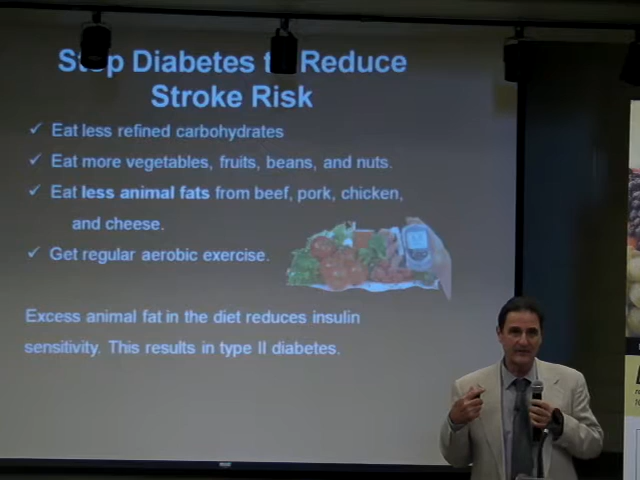 Stop Diabetes to Reduce
Stroke Risk
✓ Eat less refined carbohydrates
✓ Eat more vegetables, fruits, beans, and nuts.
✓ Eat less animal fats from beef, pork, chicken,
and cheese.
✓ Get regular aerobic exercise.
Excess animal fat in the diet reduces insulin
sensitivity. This results in type II diabetes.